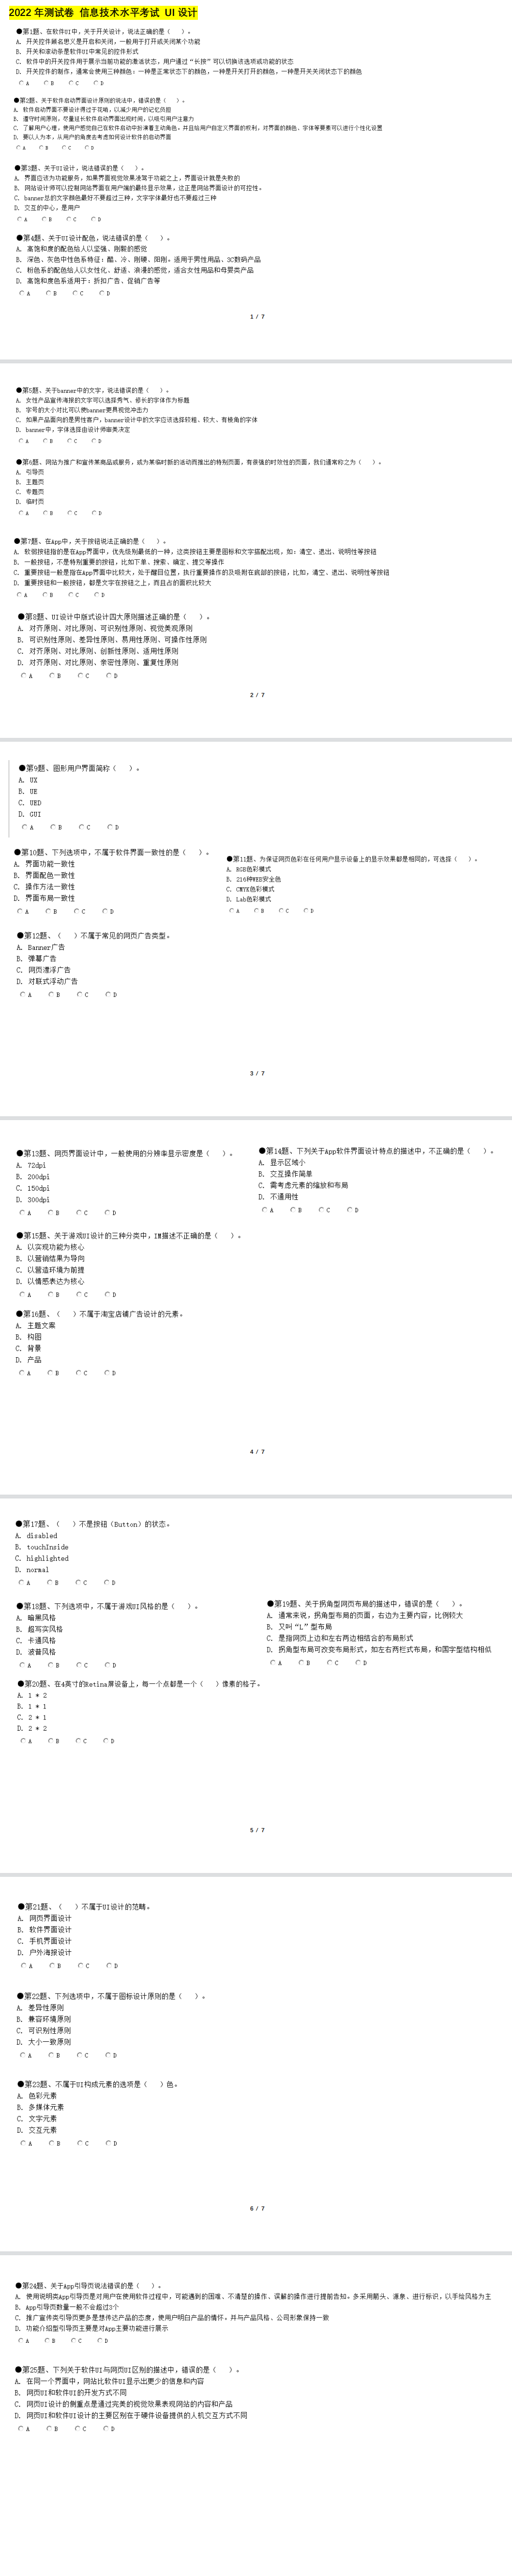 2022 年测试卷 信息技术水平考试 UI 设计
●第1题、在软件UI中，关于开关设计，说法正确的是（ ）。
A. 开关控件顾名思义是开启和关闭，一般用于打开或关闭某个功能
B. 开关和滚动条是软件UI中常见的控件形式
C. 软件中的开关控件用于展示当前功能的激活状态，用户通过“长按”可以切换该选项或功能的状态
D. 开关控件的制作，通常会使用三种颜色：一种是正常状态下的颜色，一种是开关打开的颜色，一种是开关关闭状态下的颜色
A B C D
●第2题、关于软件启动界面设计原则的说法中，错误的是（ ）。
A. 软件启动界面不要设计得过于花哨，以减少用户的记忆负担
B. 遵守时间原则，尽量延长软件启动界面出现时间，以吸引用户注意力
C. 了解用户心理，使用户感觉自己在软件启动中扮演着主动角色，并且给用户自定义界面的权利，对界面的颜色、字体等要素可以进行个性化设置
D. 要以人为本，从用户的角度去考虑如何设计软件的启动界面
A B C D
●第3题、关于UI设计，说法错误的是（ ）。
A. 界面应该为功能服务，如果界面视觉效果凌驾于功能之上，界面设计就是失败的
B. 网站设计师可以控制网站界面在用户端的最终显示效果，这正是网站界面设计的可控性。
C. banner总的文字颜色最好不要超过三种，文字字体最好也不要超过三种
D. 交互的中心，是用户
A B C D
●第4题、关于UI设计配色，说法错误的是（ ）。
A. 高饱和度的配色给人以坚强、刚毅的感觉
B. 深色、灰色中性色系特征：酷、冷、刚硬、阳刚，适用于男性用品、3C数码产品
C. 粉色系的配色给人以女性化、舒适、浪漫的感觉，适合女性用品和母婴类产品
D. 高饱和度色系适用于：折扣广告、促销广告等
A B C D
1 / 7
●第5题、关于banner中的文字，说法错误的是（ ）。
A. 女性产品宣传海报的文字可以选择秀气、修长的字体作为标题
B. 字号的大小对比可以使banner更具视觉冲击力
C. 如果产品面向的是男性客户，banner设计中的文字应该选择较粗、较大、有棱角的字体
D. banner中，字体选择由设计师审美决定
A B C D
●第6题、网站为推广和宣传某商品或服务，或为某临时新的活动而推出的特别页面，有很强的时效性的页面，我们通常称之为（ ）。
A. 引导页
B. 主题页
C. 专题页
D. 临时页
A B C D
●第7题、在App中，关于按钮说法正确的是（ ）。
A. 软弱按钮指的是在App界面中，优先级别最低的一种，这类按钮主要是图标和文字搭配出现，如：清空、退出、说明性等按钮
B. 一般按钮，不是特别重要的按钮，比如下单、搜索、确定、提交等操作
C. 重要按钮一般是指在App界面中比较大，处于醒目位置，执行重要操作的及吸附在底部的按钮，比如，清空、退出、说明性等按钮
D. 重要按钮和一般按钮，都是文字在按钮之上，而且占的面积比较大
A B C D
●第8题、UI设计中版式设计四大原则描述正确的是（ ）。
A. 对齐原则、对比原则、可识别性原则、视觉美观原则
B. 可识别性原则、差异性原则、易用性原则、可操作性原则
C. 对齐原则、对比原则、创新性原则、适用性原则
D. 对齐原则、对比原则、亲密性原则、重复性原则
A B C D
2 / 7
●第9题、图形用户界面简称（ ）。
A. UX
B. UE
C. UED
D. GUI
A B C D
●第10题、下列选项中，不属于软件界面一致性的是（ ）。
A. 界面功能一致性
B. 界面配色一致性
C. 操作方法一致性
D. 界面布局一致性
A B C D
●第11题、为保证网页色彩在任何用户显示设备上的显示效果都是相同的，可选择（ ）。
A. RGB色彩模式
B. 216种WEB安全色
C. CMYK色彩模式
D. Lab色彩模式
A B C D
●第12题、（ ）不属于常见的网页广告类型。
A. Banner广告
B. 弹幕广告
C. 网页漂浮广告
D. 对联式浮动广告
A B C D
3 / 7
●第13题、网页界面设计中，一般使用的分辨率显示密度是（ ）。
A. 72dpi
B. 200dpi
C. 150dpi
D. 300dpi
A B C D
●第14题、下列关于App软件界面设计特点的描述中，不正确的是（ ）。
A. 显示区域小
B. 交互操作简单
C. 需考虑元素的缩放和布局
D. 不通用性
A B C D
●第15题、关于游戏UI设计的三种分类中，IM描述不正确的是（ ）。
A. 以实现功能为核心
B. 以营销结果为导向
C. 以营造环境为前提
D. 以情感表达为核心
A B C D
●第16题、（ ）不属于淘宝店铺广告设计的元素。
A. 主题文案
B. 构图
C. 背景
D. 产品
A B C D
4 / 7
●第17题、（ ）不是按钮（Button）的状态。
A. disabled
B. touchInside
C. highlighted
D. normal
A B C D
●第18题、下列选项中，不属于游戏UI风格的是（ ）。
A. 暗黑风格
B. 超写实风格
C. 卡通风格
D. 波普风格
A B C D
●第19题、关于拐角型网页布局的描述中，错误的是（ ）。
A. 通常来说，拐角型布局的页面，右边为主要内容，比例较大
B. 又叫“L”型布局
C. 是指网页上边和左右两边相结合的布局形式
D. 拐角型布局可改变布局形式，如左右两栏式布局，和国字型结构相似
A B C D
●第20题、在4英寸的Retina屏设备上，每一个点都是一个（ ）像素的格子。
A. 1 * 2
B. 1 * 1
C. 2 * 1
D. 2 * 2
A B C D
5 / 7
●第21题、（ ）不属于UI设计的范畴。
A. 网页界面设计
B. 软件界面设计
C. 手机界面设计
D. 户外海报设计
A B C D
●第22题、下列选项中，不属于图标设计原则的是（ ）。
A. 差异性原则
B. 兼容环境原则
C. 可识别性原则
D. 大小一致原则
A B C D
●第23题、不属于UI构成元素的选项是（ ）色。
A. 色彩元素
B. 多媒体元素
C. 文字元素
D. 交互元素
A B C D
6 / 7
●第24题、关于App引导页说法错误的是（ ）。
A. 使用说明类App引导页是对用户在使用软件过程中，可能遇到的困难、不清楚的操作、误解的操作进行提前告知。多采用箭头、谦象、进行标识，以手绘风格为主
B. App引导页数量一般不会超过3个
C. 推广宣传类引导页更多是想传达产品的态度，使用户明白产品的情怀，并与产品风格、公司形象保持一致
D. 功能介绍型引导页主要是对App主要功能进行展示
A B C D
●第25题、下列关于软件UI与网页UI区别的描述中，错误的是（ ）。
A. 在同一个界面中，网站比软件UI显示出更少的信息和内容
B. 网页UI和软件UI的开发方式不同
C. 网页UI设计的侧重点是通过完美的视觉效果表现网站的内容和产品
D. 网页UI和软件UI设计的主要区别在于硬件设备提供的人机交互方式不同
A B C D